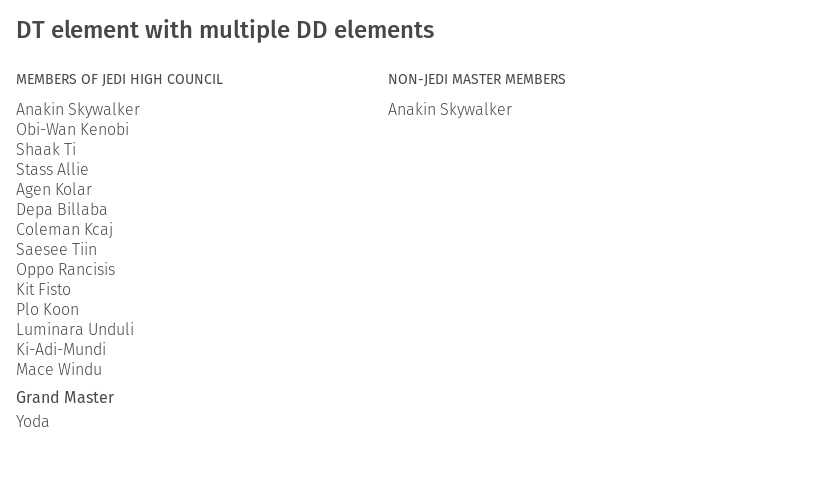 DT element with multiple DD elements
MEMBERS OF JEDI HIGH COUNCIL
Anakin Skywalker
Obi-Wan Kenobi
Shaak Ti
Stass Allie
Agen Kolar
Depa Billaba
Coleman Kcaj
Saesee Tiin
Oppo Rancisis
Kit Fisto
Plo Koon
Luminara Unduli
Ki-Adi-Mundi
Mace Windu
Grand Master
Yoda
NON-JEDI MASTER MEMBERS
Anakin Skywalker